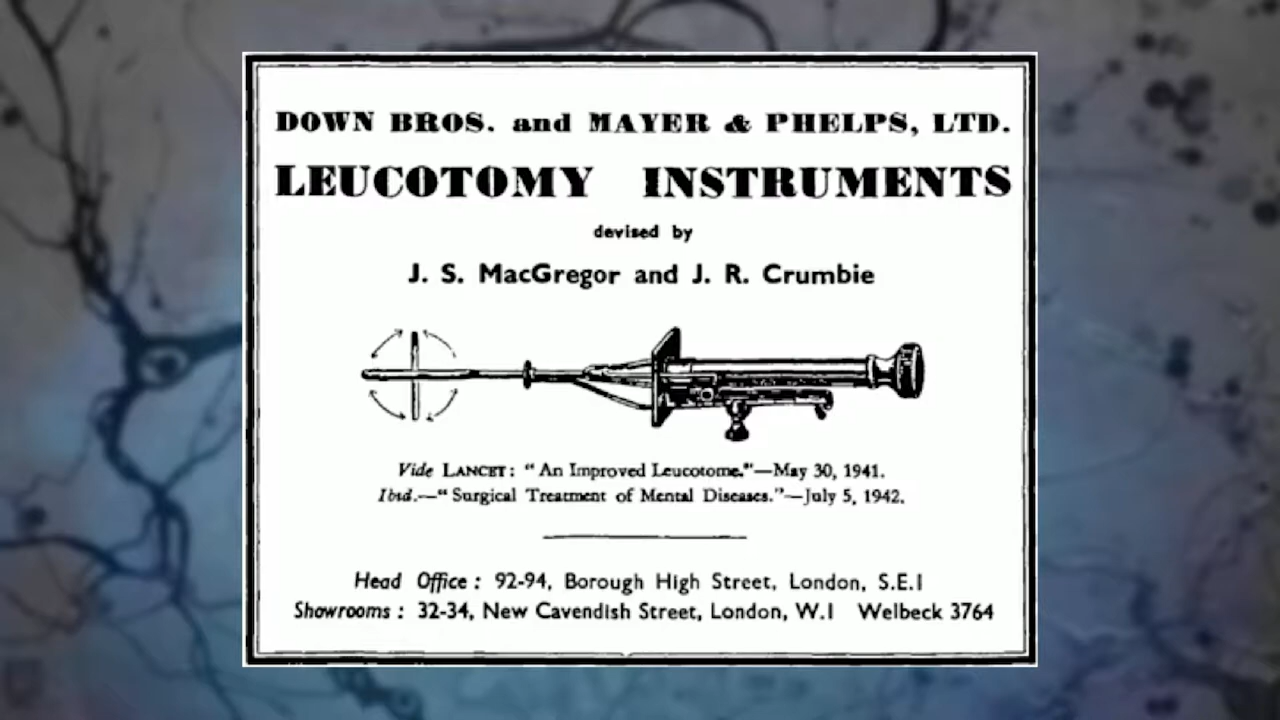 DOWN BROS. and MAYER & PHELPS, LTD.
LEUCOTOMY INSTRUMENTS
devised by
J. S. MacGregor and J. R. Crumbie
Vide LANCET: "An Improved Leucotome."—May 30, 1941.
Ibid.—"Surgical Treatment of Mental Diseases."—July 5, 1942.
Head Office: 92-94, Borough High Street, London, S.E.1
Showrooms: 32-34, New Cavendish Street, London, W.1 Welbeck 3764